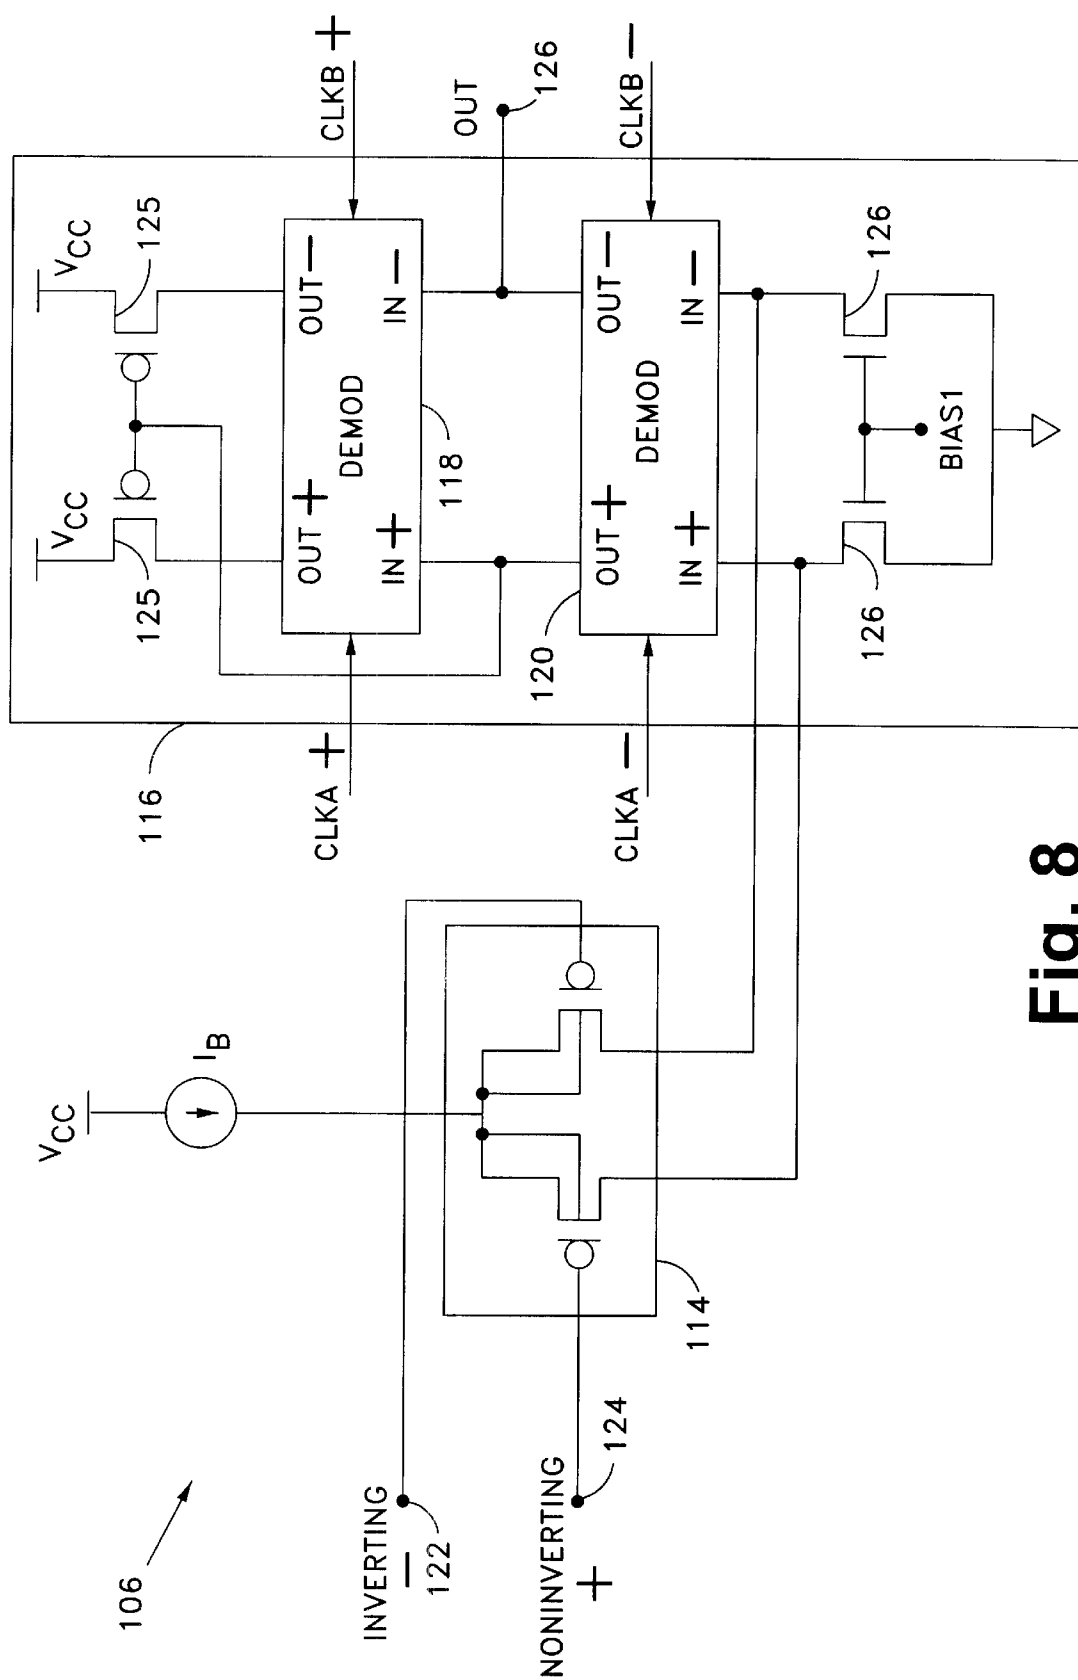 106
VCC
IB
INVERTING
−
122
NONINVERTING
+
124
114
116
VCC
125
VCC
125
CLKA +
CLKB +
OUT +
OUT −
DEMOD
IN +
IN −
118
OUT
126
120
CLKA −
CLKB −
OUT +
OUT −
DEMOD
IN +
IN −
126
126
BIAS1
Fig. 8